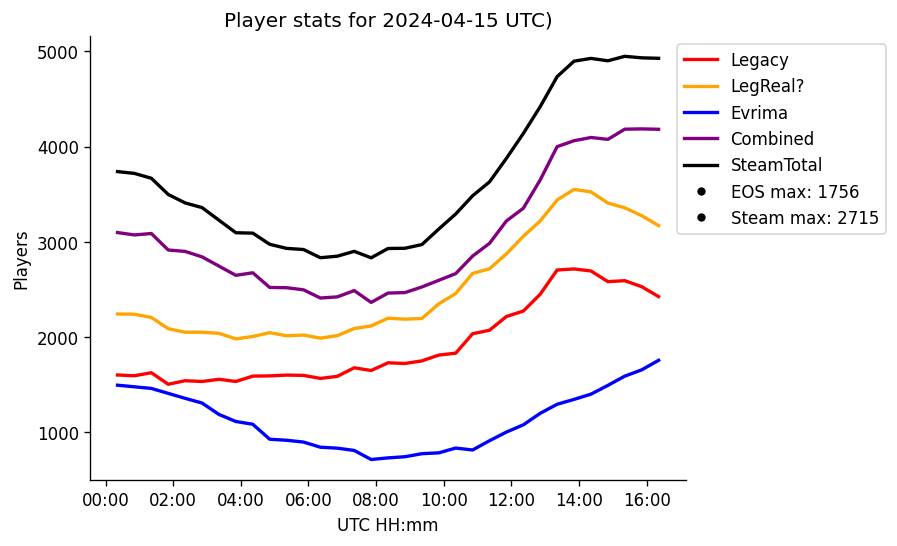 Player stats for 2024-04-15 UTC)
5000
4000
3000
2000
1000
Players
00:00 02:00 04:00 06:00 08:00 10:00 12:00 14:00 16:00
UTC HH:mm
Legacy
LegReal?
Evrima
Combined
SteamTotal
EOS max: 1756
Steam max: 2715